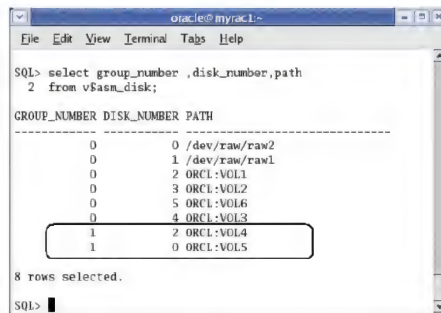 oracle@myrac1:~
File Edit View Terminal Tabs Help
SQL> select group_number ,disk_number,path
2 from v$asm_disk;
GROUP_NUMBER DISK_NUMBER PATH
------------ ----------- ----------------------------------------
0 0 /dev/raw/raw2
0 1 /dev/raw/raw1
0 2 ORCL:VOL1
0 3 ORCL:VOL2
0 5 ORCL:VOL6
0 4 ORCL:VOL3
1 2 ORCL:VOL4
1 0 ORCL:VOL5
8 rows selected.
SQL>